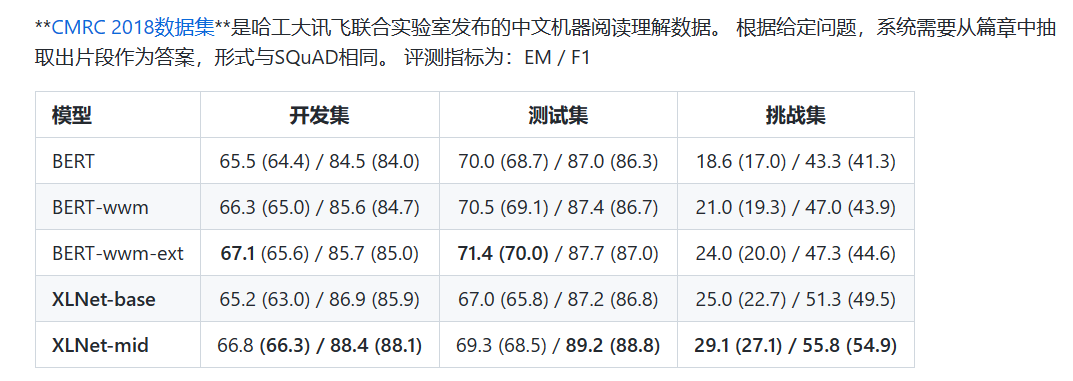 **CMRC 2018数据集**是哈工大讯飞联合实验室发布的中文机器阅读理解数据。 根据给定问题，系统需要从篇章中抽
取出片段作为答案，形式与SQuAD相同。 评测指标为：EM / F1
模型 开发集 测试集 挑战集
BERT 65.5 (64.4) / 84.5 (84.0) 70.0 (68.7) / 87.0 (86.3) 18.6 (17.0) / 43.3 (41.3)
BERT-wwm 66.3 (65.0) / 85.6 (84.7) 70.5 (69.1) / 87.4 (86.7) 21.0 (19.3) / 47.0 (43.9)
BERT-wwm-ext 67.1 (65.6) / 85.7 (85.0) 71.4 (70.0) / 87.7 (87.0) 24.0 (20.0) / 47.3 (44.6)
XLNet-base 65.2 (63.0) / 86.9 (85.9) 67.0 (65.8) / 87.2 (86.8) 25.0 (22.7) / 51.3 (49.5)
XLNet-mid 66.8 (66.3) / 88.4 (88.1) 69.3 (68.5) / 89.2 (88.8) 29.1 (27.1) / 55.8 (54.9)